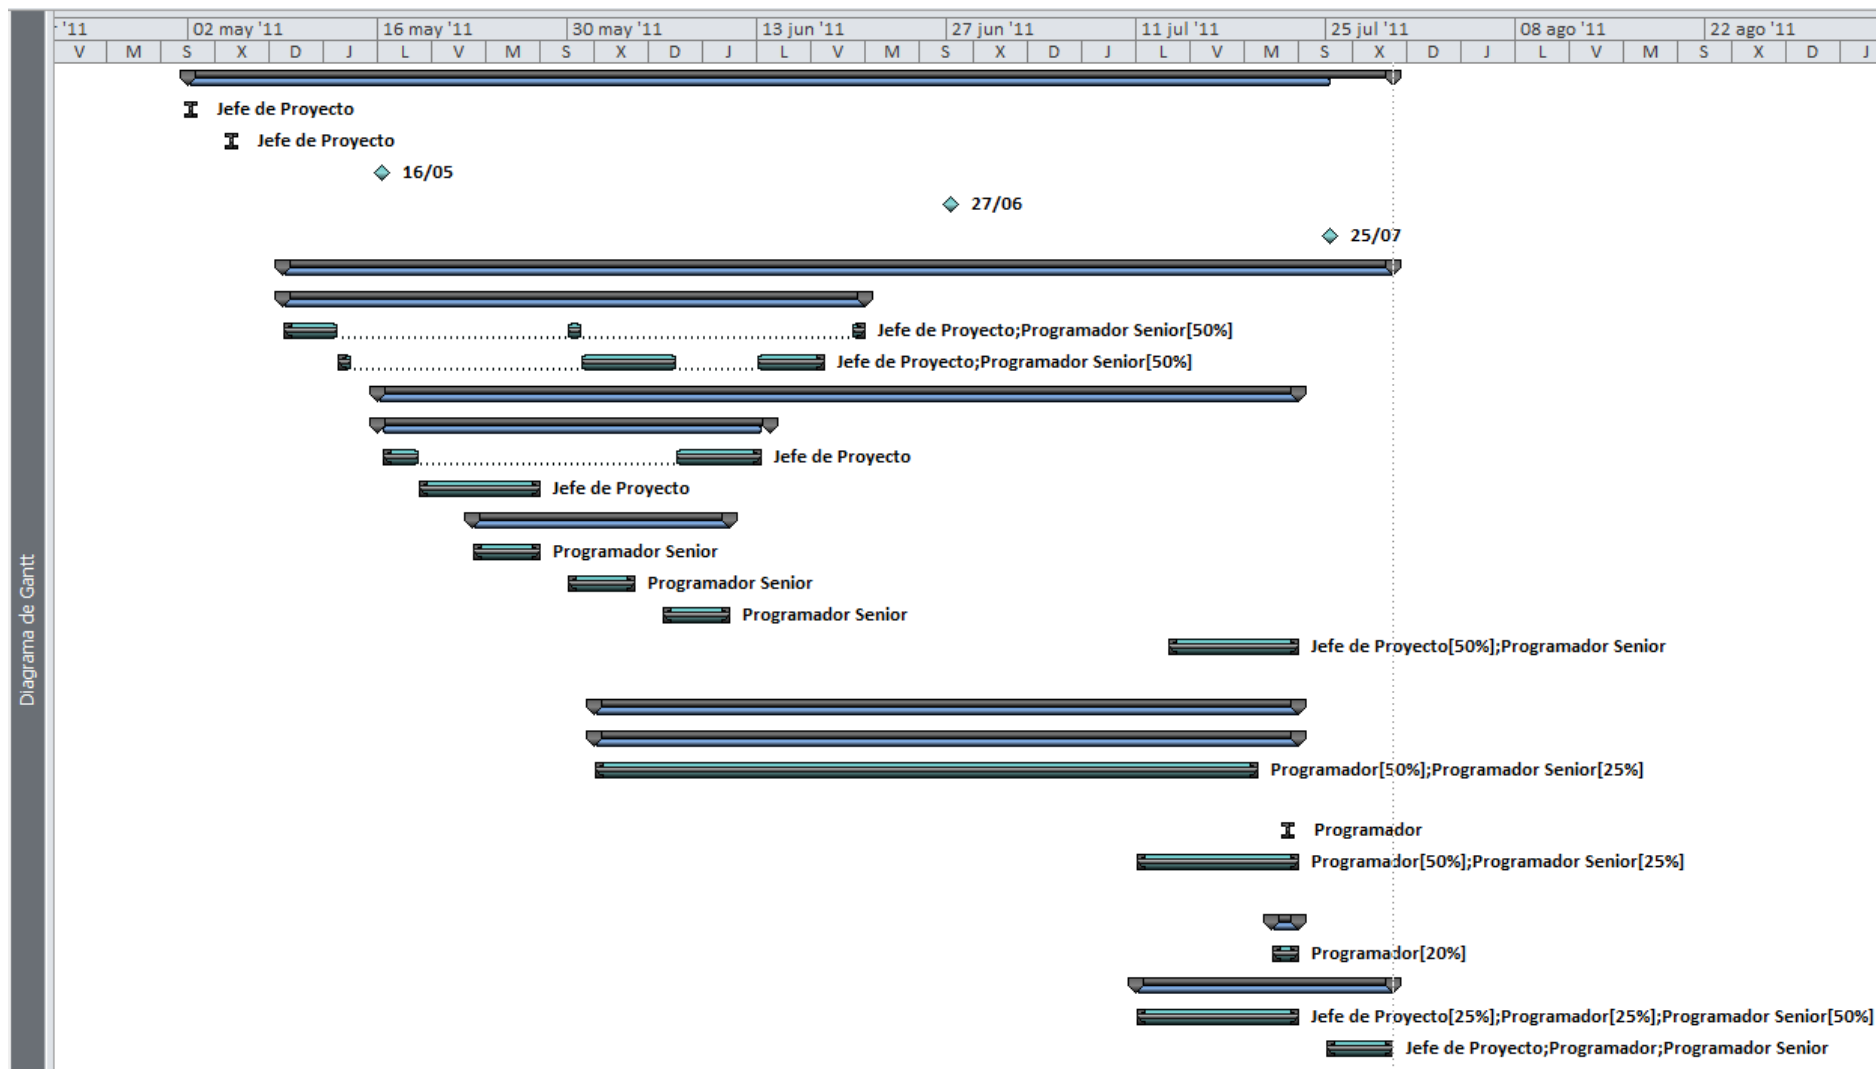 '11 02 may '11 16 may '11 30 may '11 13 jun '11 27 jun '11 11 jul '11 25 jul '11 08 ago '11 22 ago '11
V M S X D J L V M S X D J L V M S X D J L V M S X D J L V M S X D J
Jefe de Proyecto
Jefe de Proyecto
16/05
27/06
25/07
Jefe de Proyecto;Programador Senior[50%]
Jefe de Proyecto;Programador Senior[50%]
Jefe de Proyecto
Jefe de Proyecto
Programador Senior
Programador Senior
Programador Senior
Jefe de Proyecto[50%];Programador Senior
Programador[50%];Programador Senior[25%]
Programador
Programador[50%];Programador Senior[25%]
Programador[20%]
Jefe de Proyecto[25%];Programador[25%];Programador Senior[50%]
Jefe de Proyecto;Programador;Programador Senior
Diagrama de Gantt